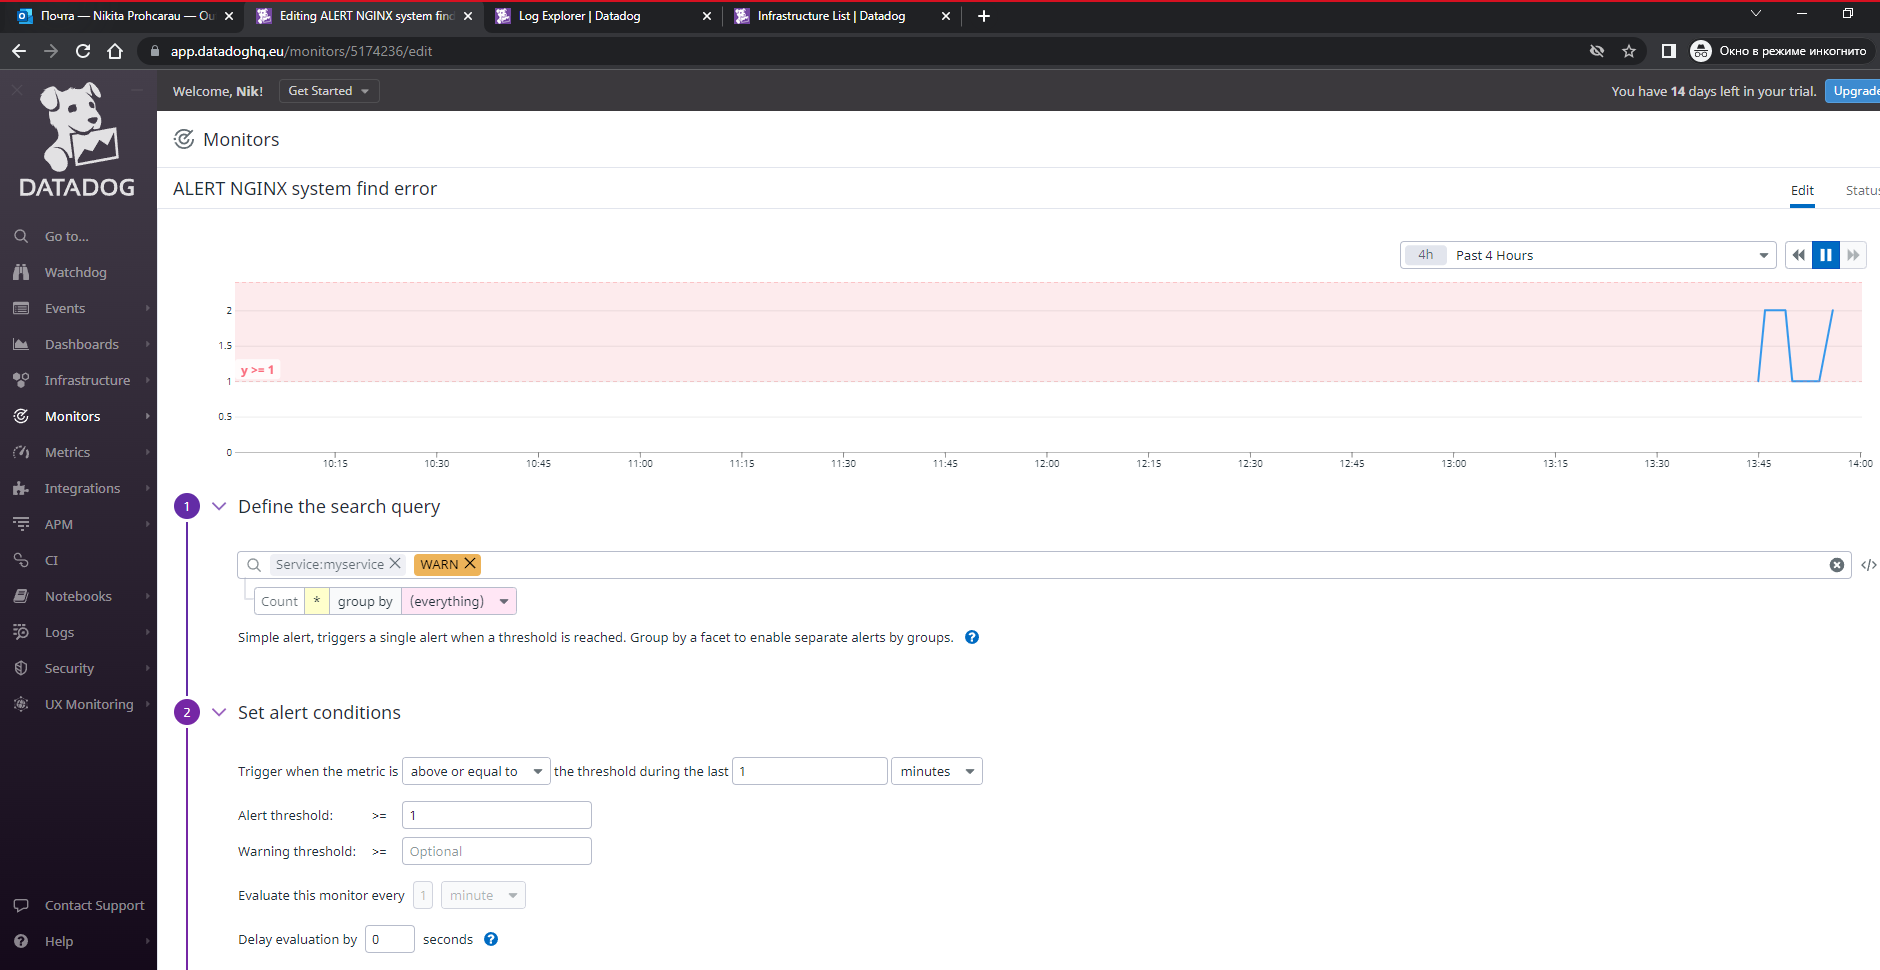 Почта — Nikita Prohcarau — Ou
Editing ALERT NGINX system find
Log Explorer | Datadog
Infrastructure List | Datadog
app.datadoghq.eu/monitors/5174236/edit
Окно в режиме инкогнито
DATADOG
Welcome, Nik!
Get Started
You have 14 days left in your trial.
Upgrade
Go to...
Watchdog
Events
Dashboards
Infrastructure
Monitors
Metrics
Integrations
APM
CI
Notebooks
Logs
Security
UX Monitoring
Contact Support
Help
Monitors
ALERT NGINX system find error
Edit
Status
4h Past 4 Hours
2
1.5
y >= 1
1
0.5
0
10:15 10:30 10:45 11:00 11:15 11:30 11:45 12:00 12:15 12:30 12:45 13:00 13:15 13:30 13:45 14:00
1 Define the search query
Service:myservice WARN
</>
Count * group by (everything)
Simple alert, triggers a single alert when a threshold is reached. Group by a facet to enable separate alerts by groups. ?
2 Set alert conditions
Trigger when the metric is above or equal to the threshold during the last 1 minutes
Alert threshold: >= 1
Warning threshold: >= Optional
Evaluate this monitor every 1 minute
Delay evaluation by 0 seconds ?